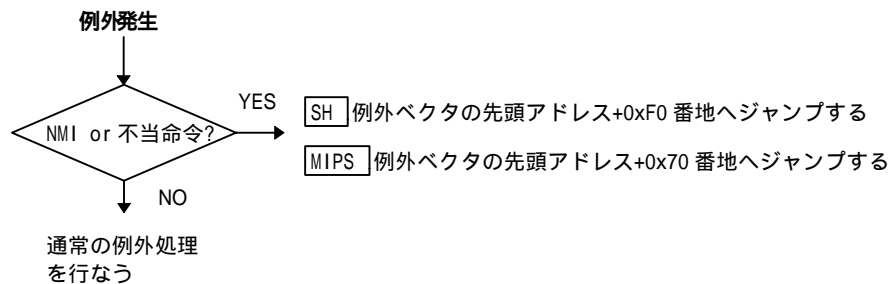 例外発生
YES
SH 例外ベクタの先頭アドレス+0xF0 番地へジャンプする
NMI or 不当命令?
MIPS 例外ベクタの先頭アドレス+0x70 番地へジャンプする
NO
通常の例外処理
を行なう